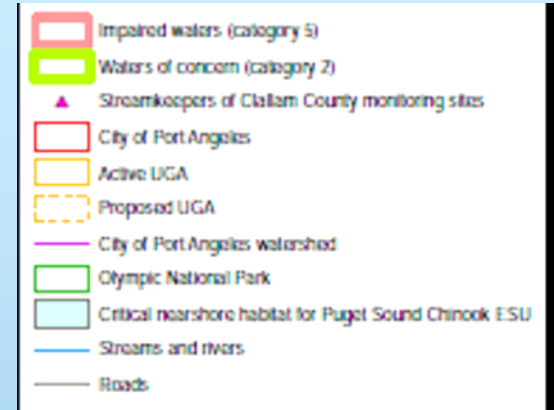 Impaired waters (category 5)
Waters of concern (category 2)
Streamkeepers of Clallam County monitoring sites
City of Port Angeles
Active UGA
Proposed UGA
City of Port Angeles watershed
Olympic National Park
Critical nearshore habitat for Puget Sound Chinook ESU
Streams and rivers
Roads